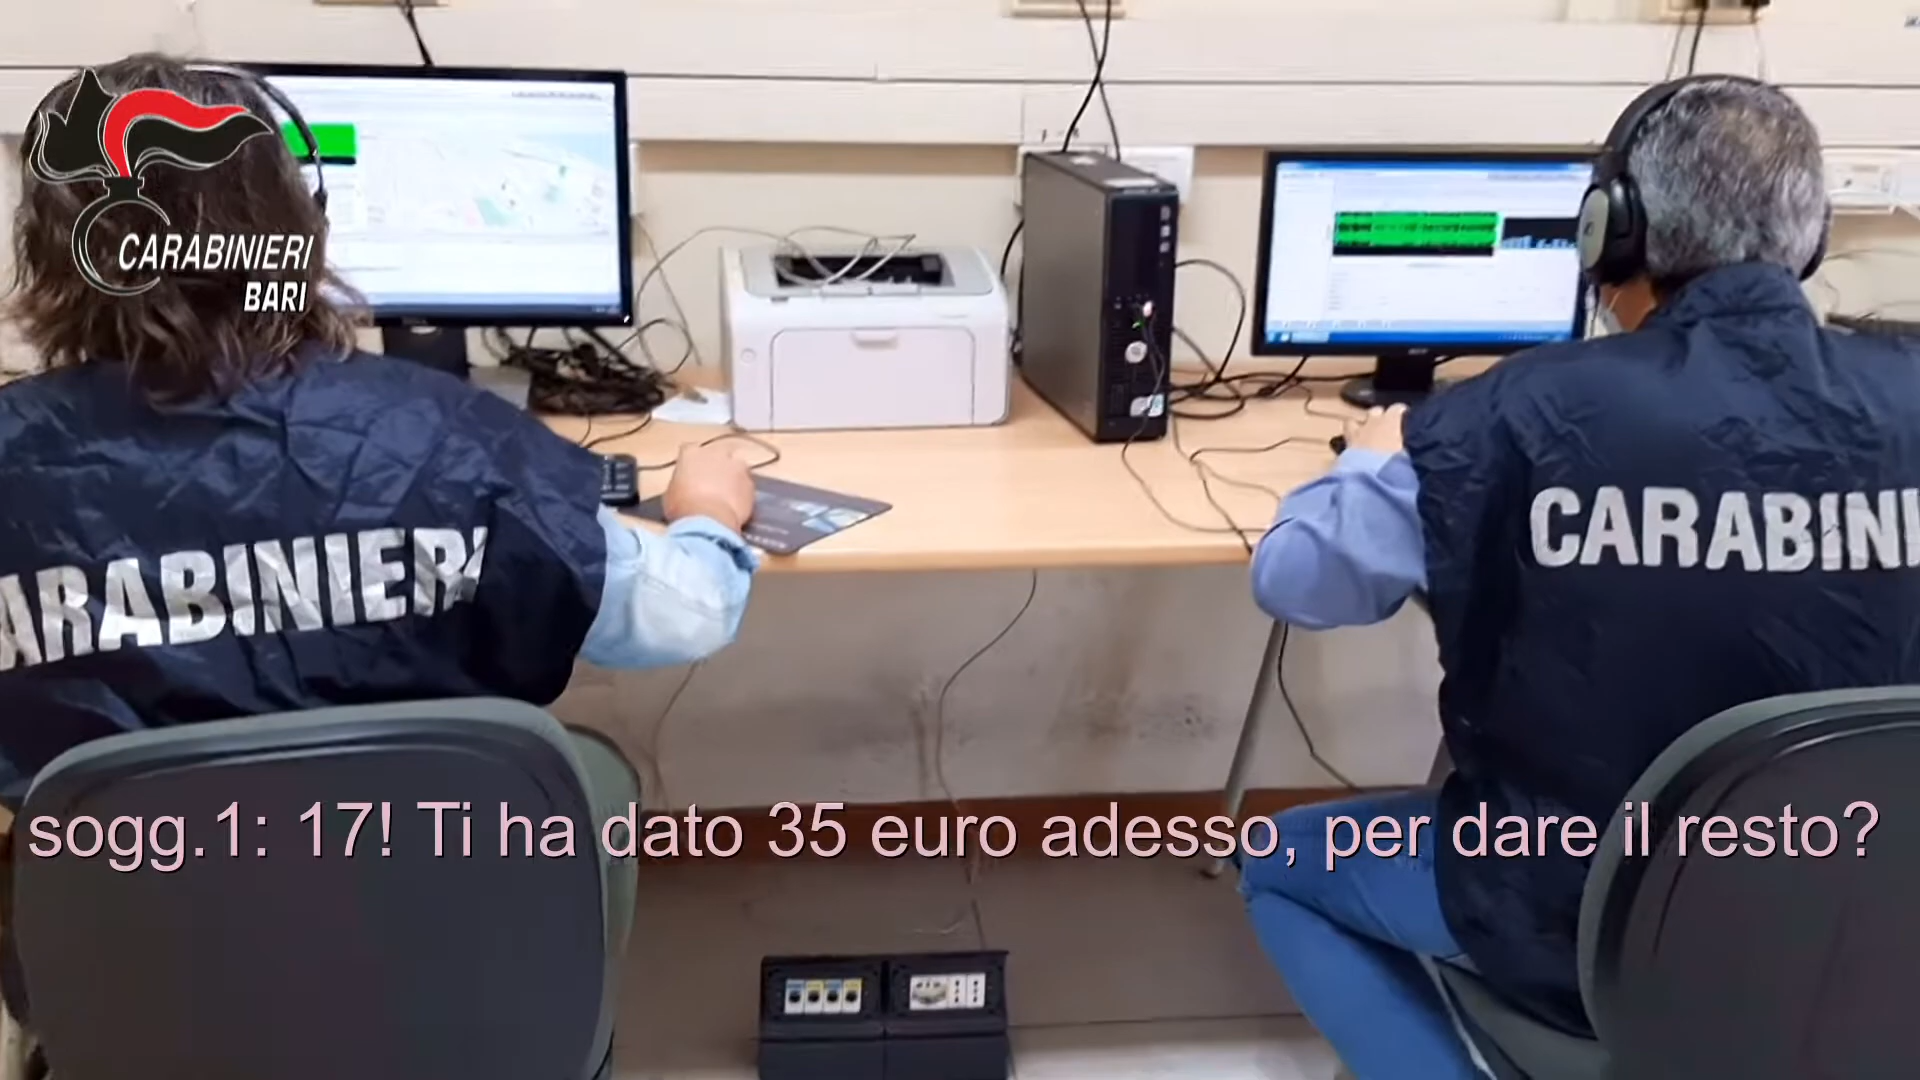 CARABINIERI
BARI
ARABINIERI
CARABINI
sogg.1: 17! Ti ha dato 35 euro adesso, per dare il resto?